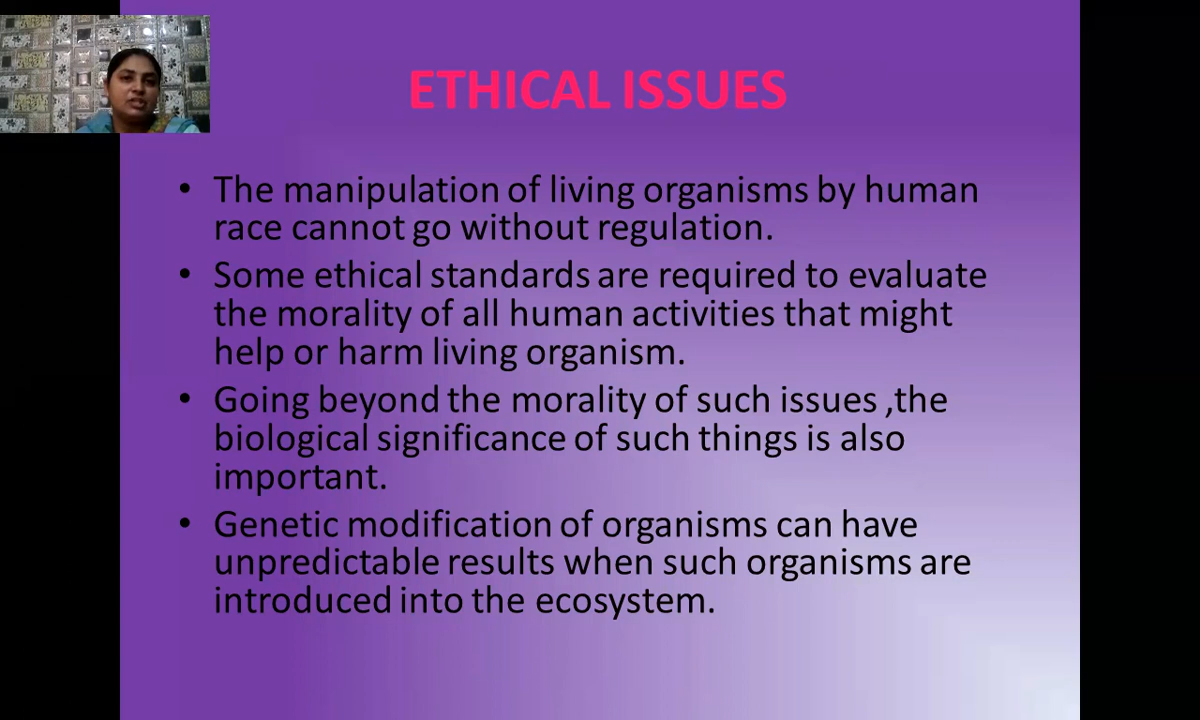 ETHICAL ISSUES
• The manipulation of living organisms by human
race cannot go without regulation.
• Some ethical standards are required to evaluate
the morality of all human activities that might
help or harm living organism.
• Going beyond the morality of such issues ,the
biological significance of such things is also
important.
• Genetic modification of organisms can have
unpredictable results when such organisms are
introduced into the ecosystem.